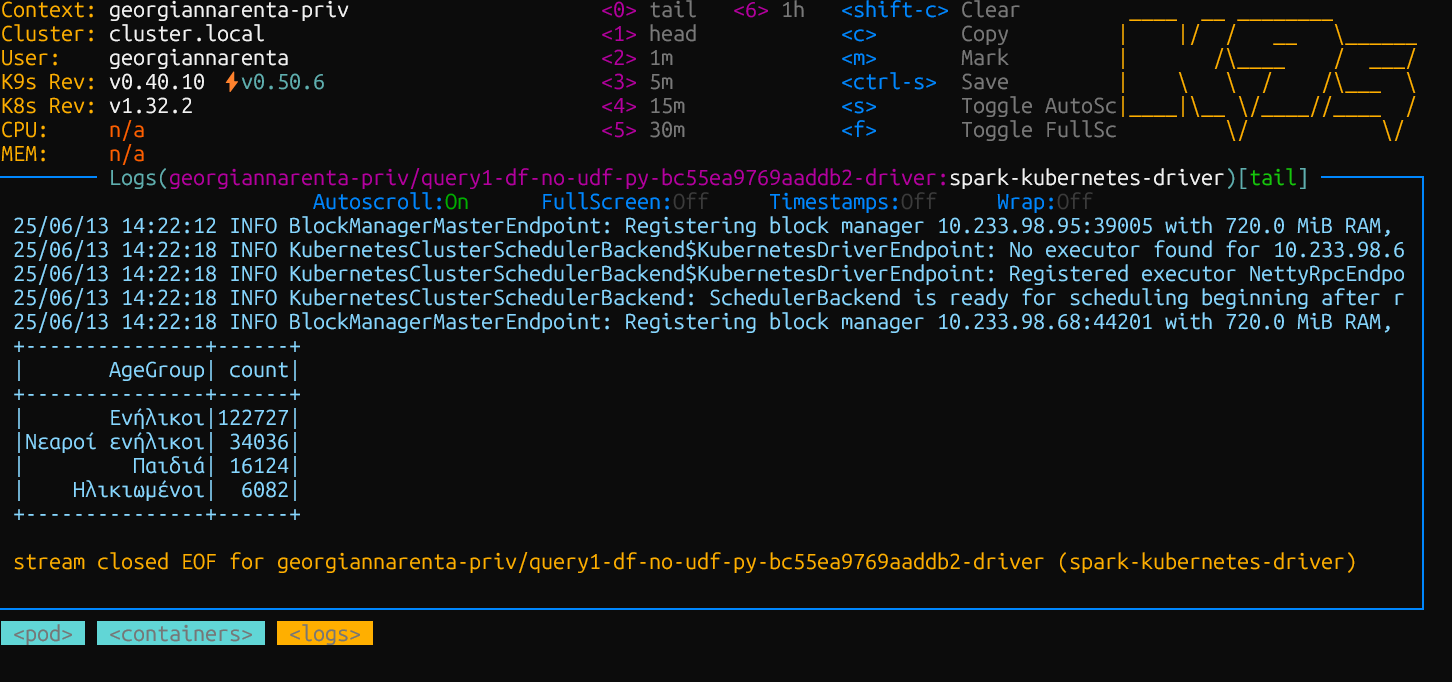 Context: georgiannarenta-priv <0> tail <6> 1h <shift-c> Clear
Cluster: cluster.local <1> head <c> Copy
User: georgiannarenta <2> 1m <m> Mark
K9s Rev: v0.40.10 ⚡v0.50.6 <3> 5m <ctrl-s> Save
K8s Rev: v1.32.2 <4> 15m <s> Toggle AutoSc
CPU: n/a <5> 30m <f> Toggle FullSc
MEM: n/a
Logs(georgiannarenta-priv/query1-df-no-udf-py-bc55ea9769aaddb2-driver:spark-kubernetes-driver)[tail]
Autoscroll:On FullScreen:Off Timestamps:Off Wrap:Off
25/06/13 14:22:12 INFO BlockManagerMasterEndpoint: Registering block manager 10.233.98.95:39005 with 720.0 MiB RAM,
25/06/13 14:22:18 INFO KubernetesClusterSchedulerBackend$KubernetesDriverEndpoint: No executor found for 10.233.98.6
25/06/13 14:22:18 INFO KubernetesClusterSchedulerBackend$KubernetesDriverEndpoint: Registered executor NettyRpcEndpo
25/06/13 14:22:18 INFO KubernetesClusterSchedulerBackend: SchedulerBackend is ready for scheduling beginning after r
25/06/13 14:22:18 INFO BlockManagerMasterEndpoint: Registering block manager 10.233.98.68:44201 with 720.0 MiB RAM,
+---------------+------+
|       AgeGroup| count|
+---------------+------+
|       Ενήλικοι|122727|
|Νεαροί ενήλικοι| 34036|
|         Παιδιά| 16124|
|    Ηλικιωμένοι|  6082|
+---------------+------+
stream closed EOF for georgiannarenta-priv/query1-df-no-udf-py-bc55ea9769aaddb2-driver (spark-kubernetes-driver)
<pod> <containers> <logs>